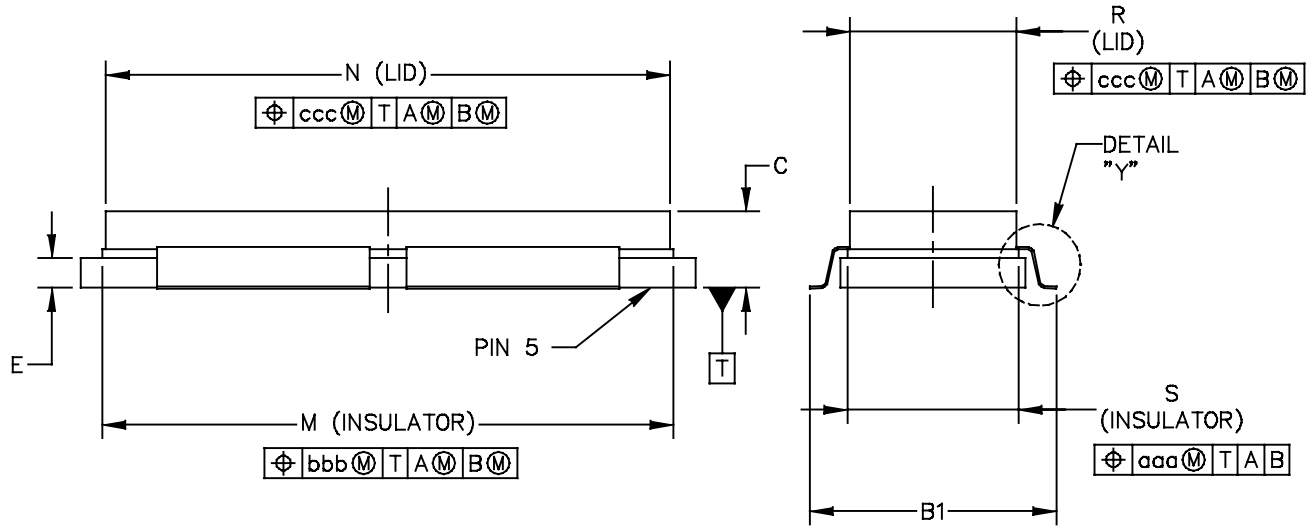 N (LID)
⌖ ccc Ⓜ T A Ⓜ B Ⓜ
R
(LID)
⌖ ccc Ⓜ T A Ⓜ B Ⓜ
DETAIL
"Y"
C
E
PIN 5
T
M (INSULATOR)
⌖ bbb Ⓜ T A Ⓜ B Ⓜ
S
(INSULATOR)
⌖ aaa Ⓜ T A B
B1